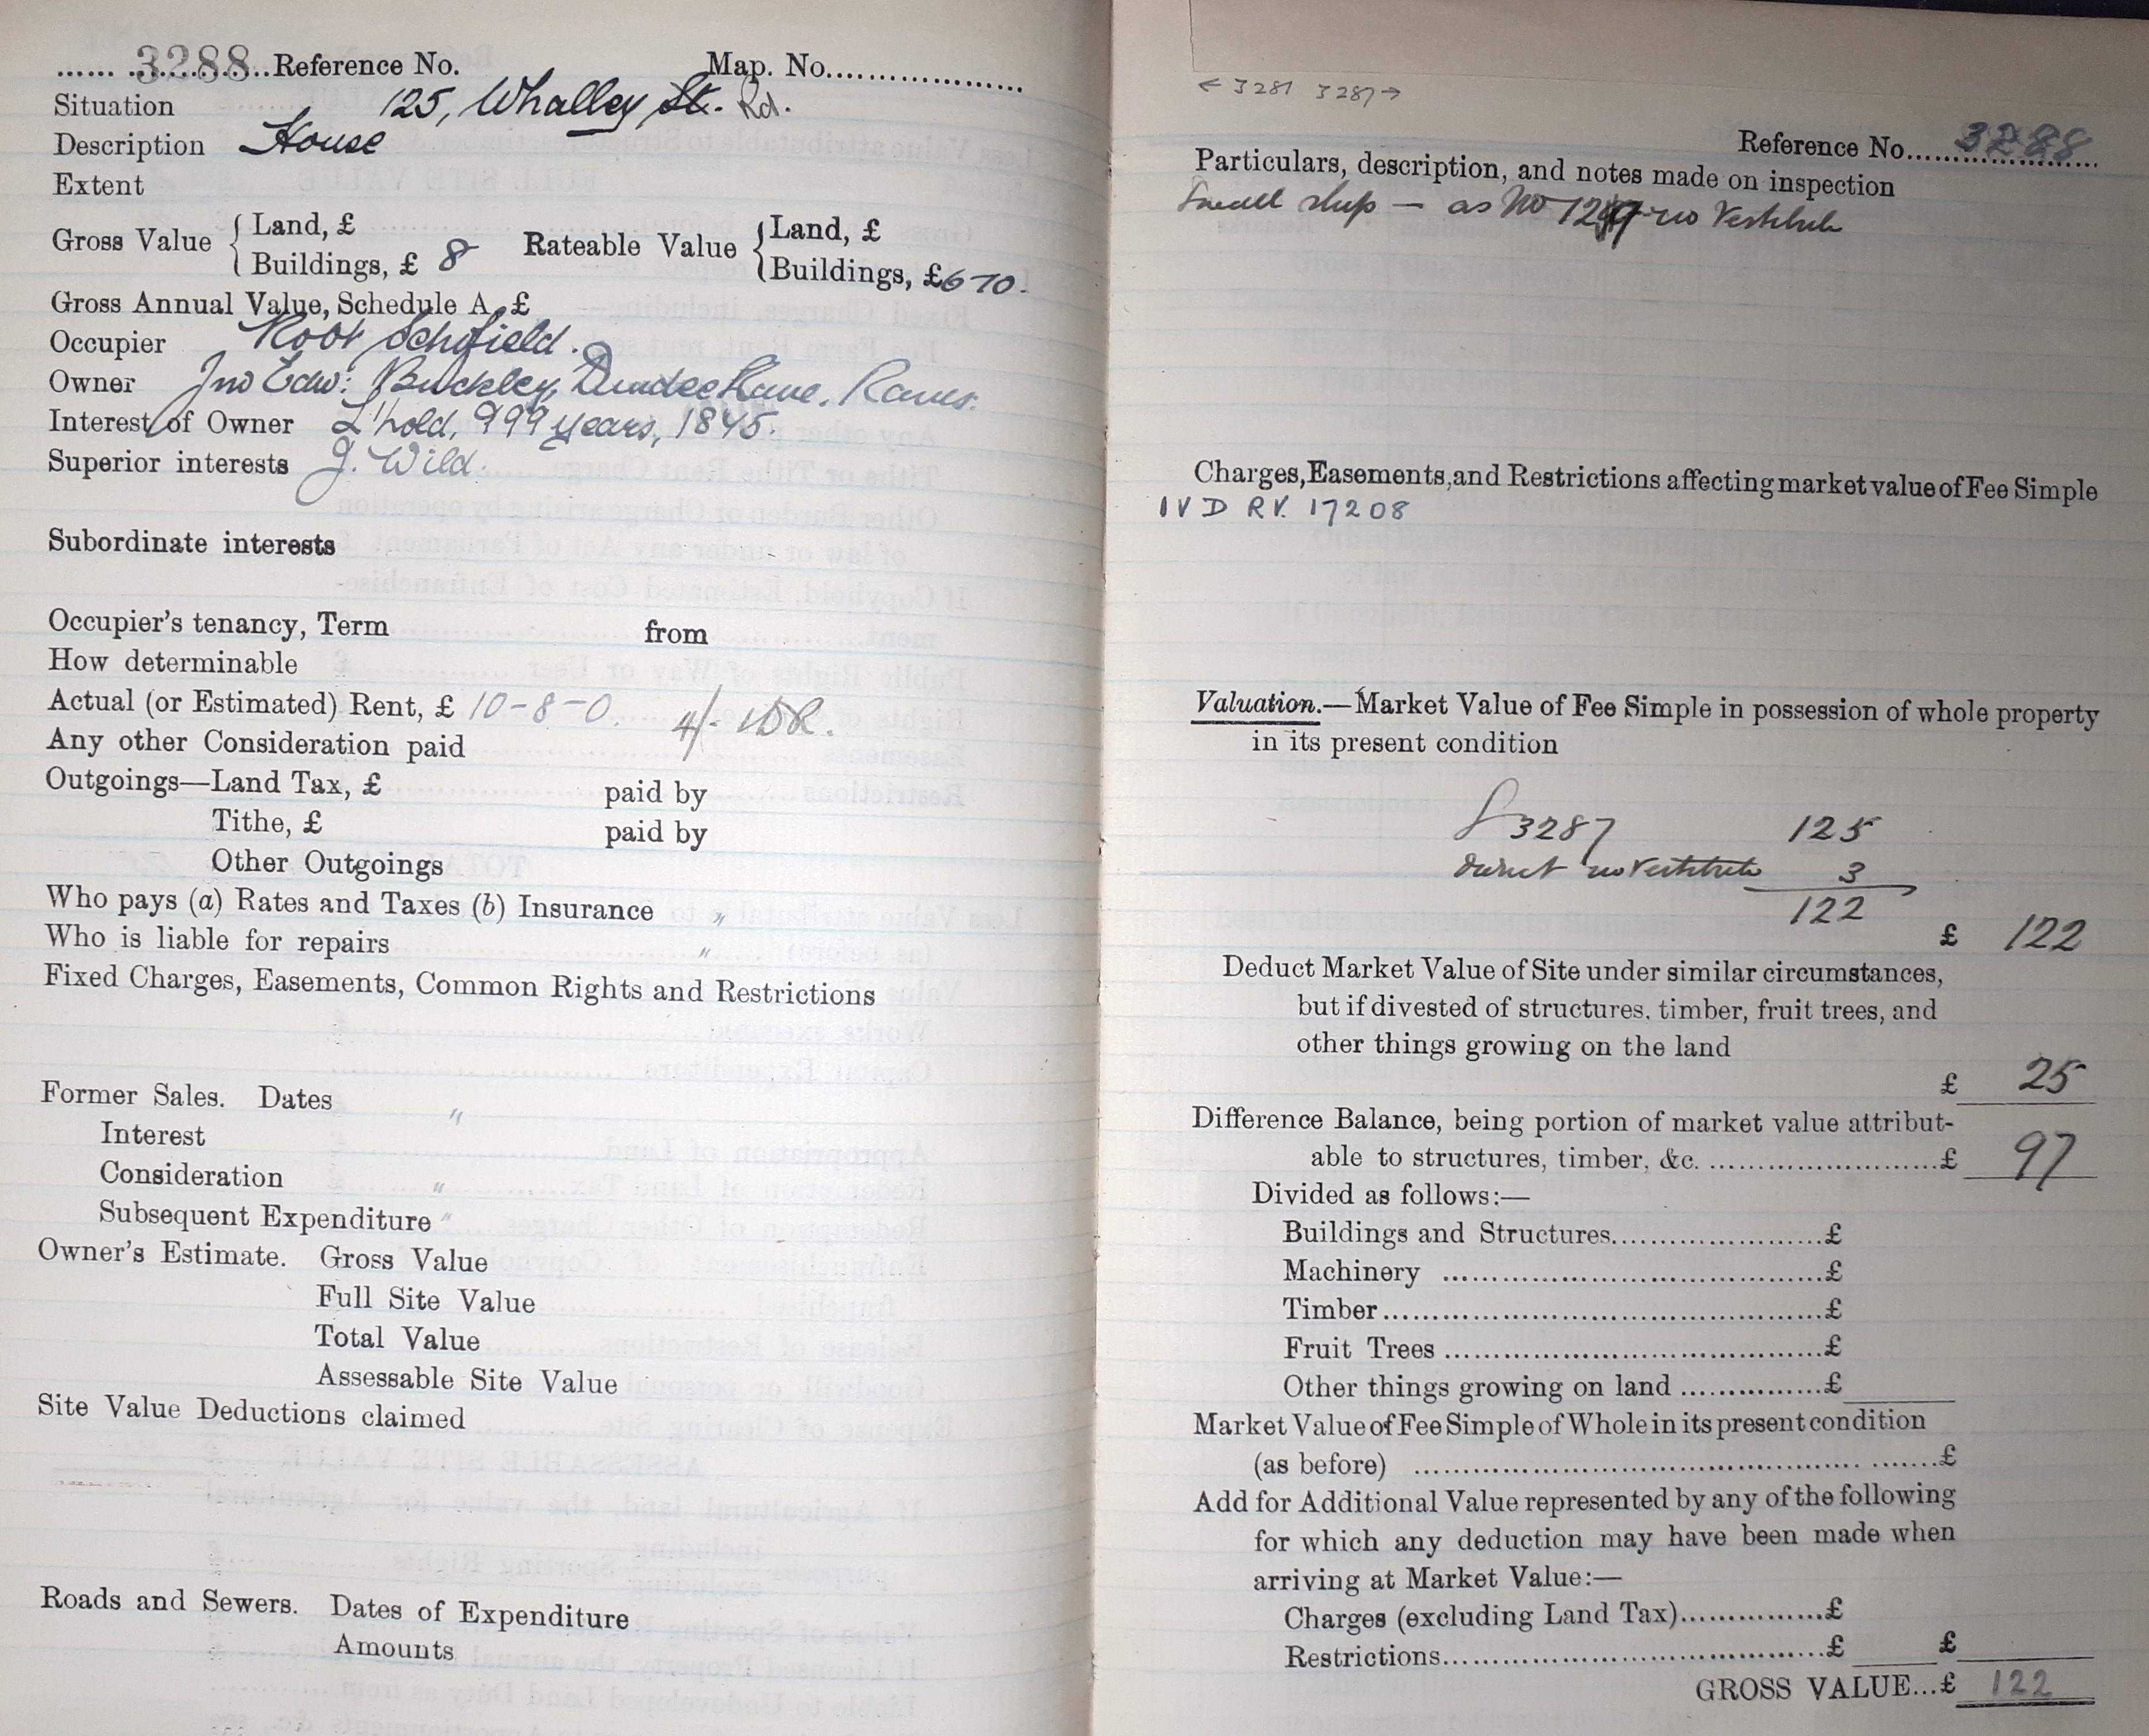 3288 Reference No. Map. No.
Situation 125, Whalley St. Rd.
Description House
Extent
Gross Value { Land, £ Rateable Value { Land, £
Buildings, £ 8 Buildings, £ 6 10.
Gross Annual Value, Schedule A, £
Occupier Robt Schofield.
Owner Jno Edw: Buckley, Dundee Lane, Rams.
Interest of Owner L'hold, 999 years, 1845.
Superior interests J. Wild.
Subordinate interests
Occupier's tenancy, Term from
How determinable
Actual (or Estimated) Rent, £ 10-8-0. 4/- LDR.
Any other Consideration paid
Outgoings—Land Tax, £ paid by
Tithe, £ paid by
Other Outgoings
Who pays (a) Rates and Taxes (b) Insurance "
Who is liable for repairs "
Fixed Charges, Easements, Common Rights and Restrictions
Former Sales. Dates "
Interest
Consideration "
Subsequent Expenditure "
Owner's Estimate. Gross Value
Full Site Value
Total Value
Assessable Site Value
Site Value Deductions claimed
Roads and Sewers. Dates of Expenditure
Amounts
← 3281 3287 →
Reference No. 3288
Particulars, description, and notes made on inspection
Small shop — as No 127 no Vestibule
Charges, Easements, and Restrictions affecting market value of Fee Simple
IVD RV. 17208
Valuation.—Market Value of Fee Simple in possession of whole property
in its present condition
3287 125
deduct no Vestibule 3
122
£ 122
Deduct Market Value of Site under similar circumstances,
but if divested of structures, timber, fruit trees, and
other things growing on the land
£ 25
Difference Balance, being portion of market value attribut-
able to structures, timber, &c. £ 97
Divided as follows:—
Buildings and Structures £
Machinery £
Timber £
Fruit Trees £
Other things growing on land £
Market Value of Fee Simple of Whole in its present condition
(as before) £
Add for Additional Value represented by any of the following
for which any deduction may have been made when
arriving at Market Value:—
Charges (excluding Land Tax) £
Restrictions £ £
GROSS VALUE...£ 122